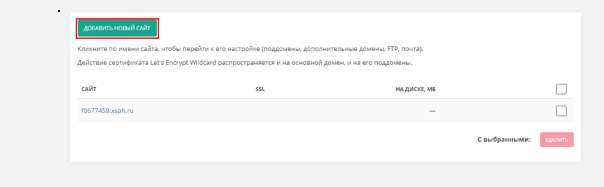 ДОБАВИТЬ НОВЫЙ САЙТ
Кликните по имени сайта, чтобы перейти к его настройке (поддомены, дополнительные домены, FTP, почта).
Действие сертификата Let's Encrypt Wildcard распространяется и на основной домен, и на его поддомены.
САЙТ SSL НА ДИСКЕ, МБ
f0677459.xsph.ru —
С выбранными: УДАЛИТЬ